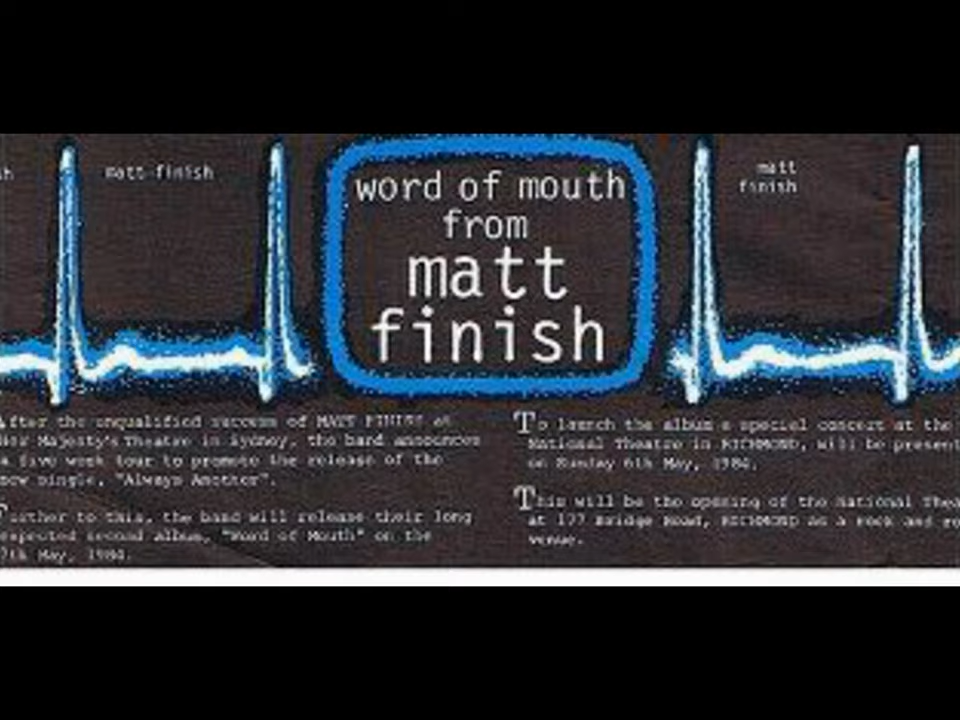 matt finish
word of mouth
from
matt
finish
matt
finish
After the unqualified success of MATT FINISH at
Her Majesty's Theatre in Sydney, the band announces
a five week tour to promote the release of the
new single, "Always Another".
Further to this, the band will release their long
expected second album, "Word of Mouth" on the
7th May, 1984.
To launch the album a special concert at the
National Theatre in RICHMOND, will be present
on Sunday 6th May, 1984.
This will be the opening of the National Thea
at 177 Bridge Road, RICHMOND as a rock and ro
venue.